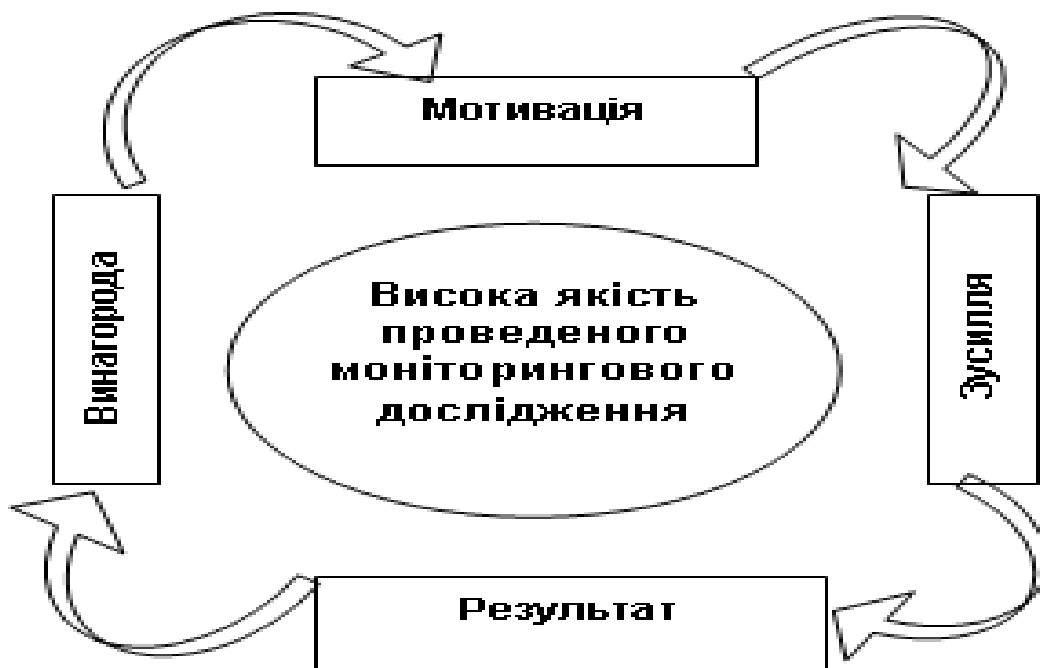 Мотивація
Винагорода
Висока якість
проведеного
моніторингового
дослідження
Зусилля
Результат